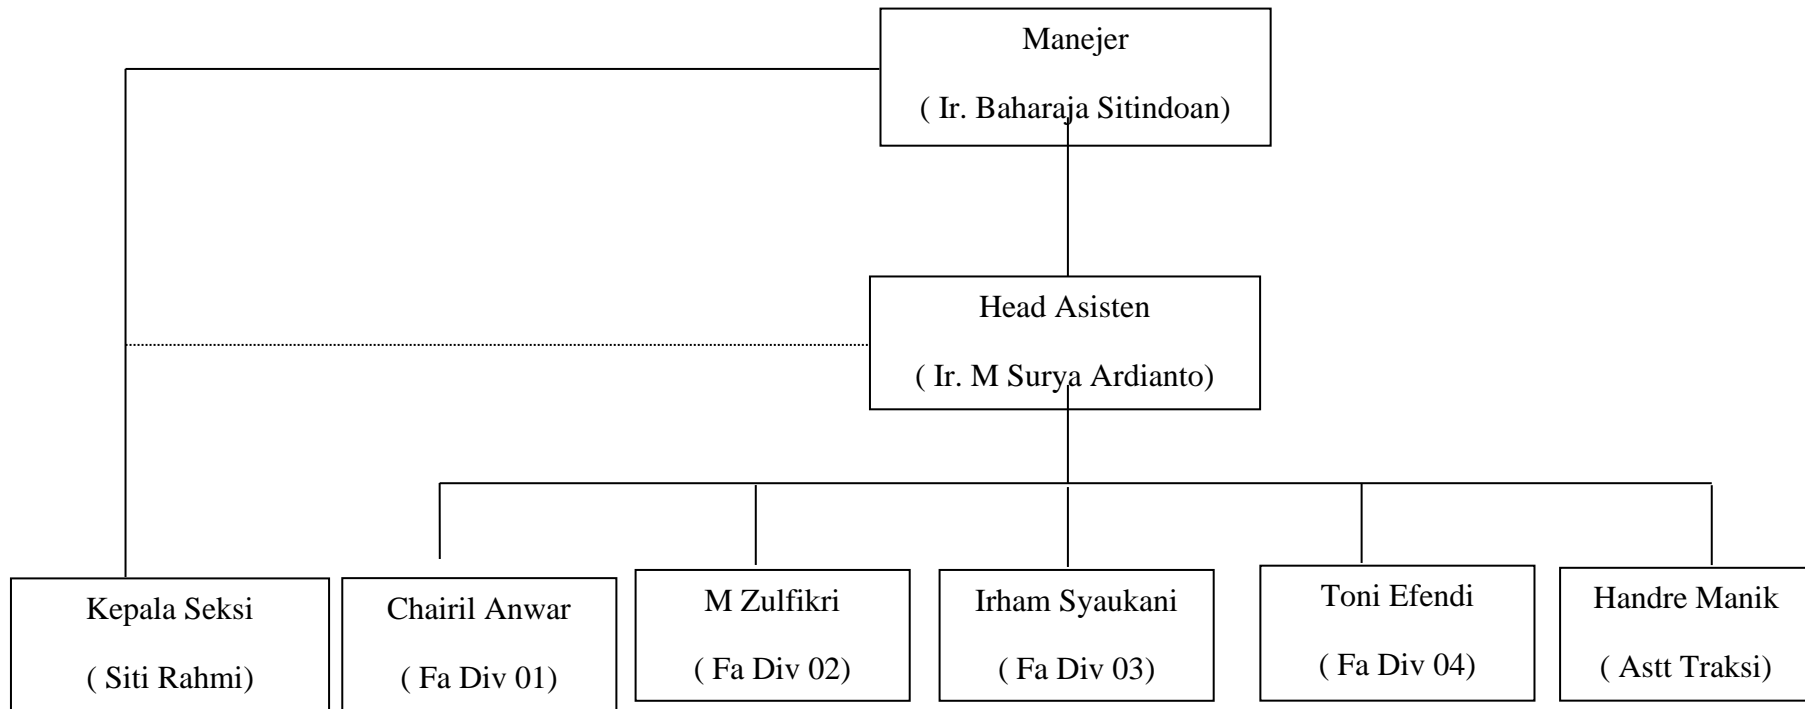 Manejer
( Ir. Baharaja Sitindoan)
Head Asisten
( Ir. M Surya Ardianto)
Kepala Seksi
( Siti Rahmi)
Chairil Anwar
( Fa Div 01)
M Zulfikri
( Fa Div 02)
Irham Syaukani
( Fa Div 03)
Toni Efendi
( Fa Div 04)
Handre Manik
( Astt Traksi)